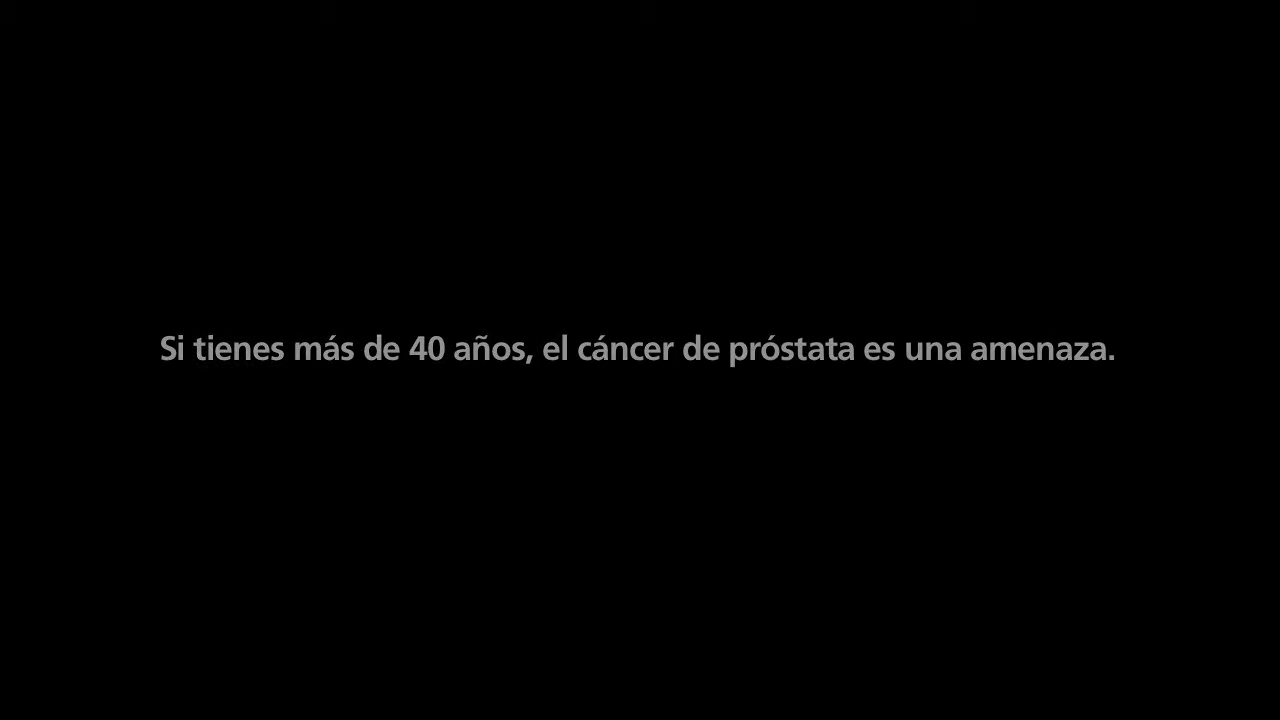 Si tienes más de 40 años, el cáncer de próstata es una amenaza.